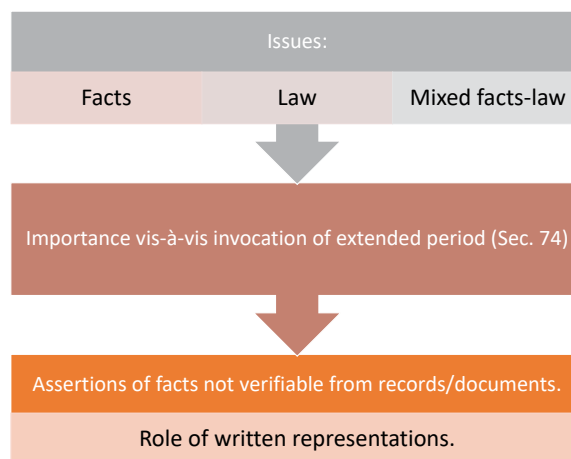 Issues:
Facts Law Mixed facts-law
Importance vis-à-vis invocation of extended period (Sec. 74)
Assertions of facts not verifiable from records/documents.
Role of written representations.